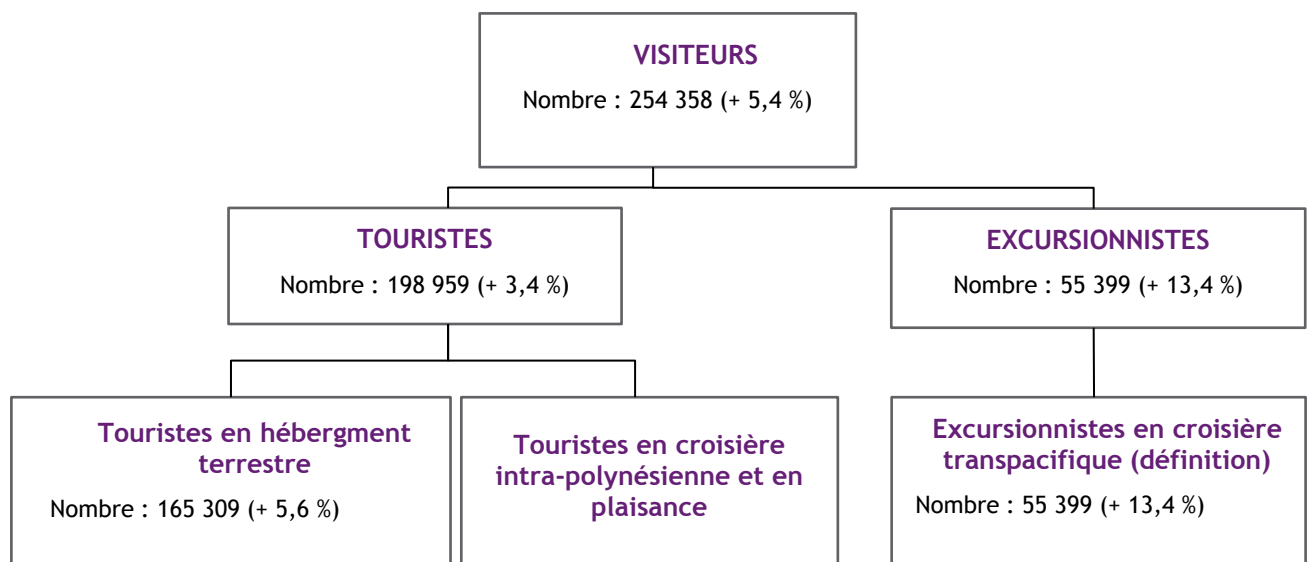 VISITEURS
Nombre : 254 358 (+ 5,4 %)
TOURISTES
Nombre : 198 959 (+ 3,4 %)
EXCURSIONNISTES
Nombre : 55 399 (+ 13,4 %)
Touristes en hébergment
terrestre
Nombre : 165 309 (+ 5,6 %)
Touristes en croisière
intra-polynésienne et en
plaisance
Excursionnistes en croisière
transpacifique (définition)
Nombre : 55 399 (+ 13,4 %)